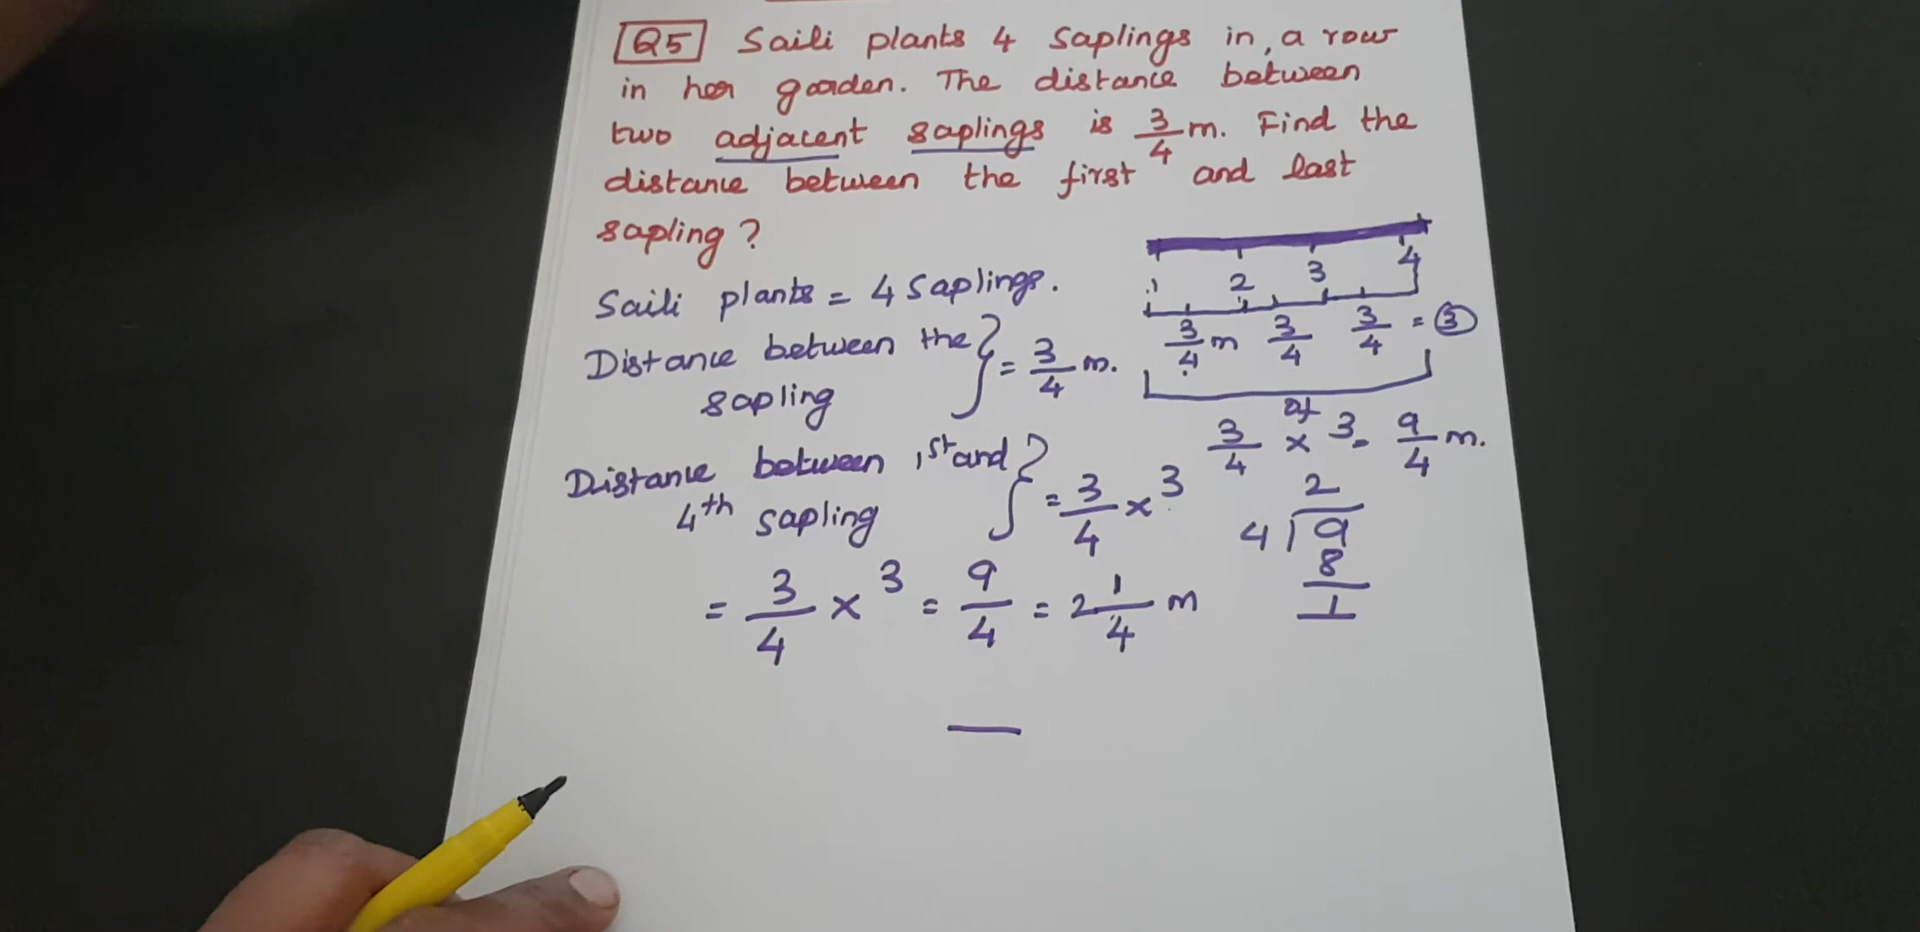 Q5 Saili plants 4 saplings in a row
in her garden. The distance between
two adjacent saplings is 3/4 m. Find the
distance between the first and last
sapling?
1 2 3 4
3/4 m 3/4 3/4 = 3
Saili plants = 4 saplings.
Distance between the
sapling } = 3/4 m.
of
3/4 × 3 = 9/4 m.
Distance between 1st and
4th sapling } = 3/4 × 3
= 3/4 × 3 = 9/4 = 2 1/4 m
2
4 ) 9
8
1